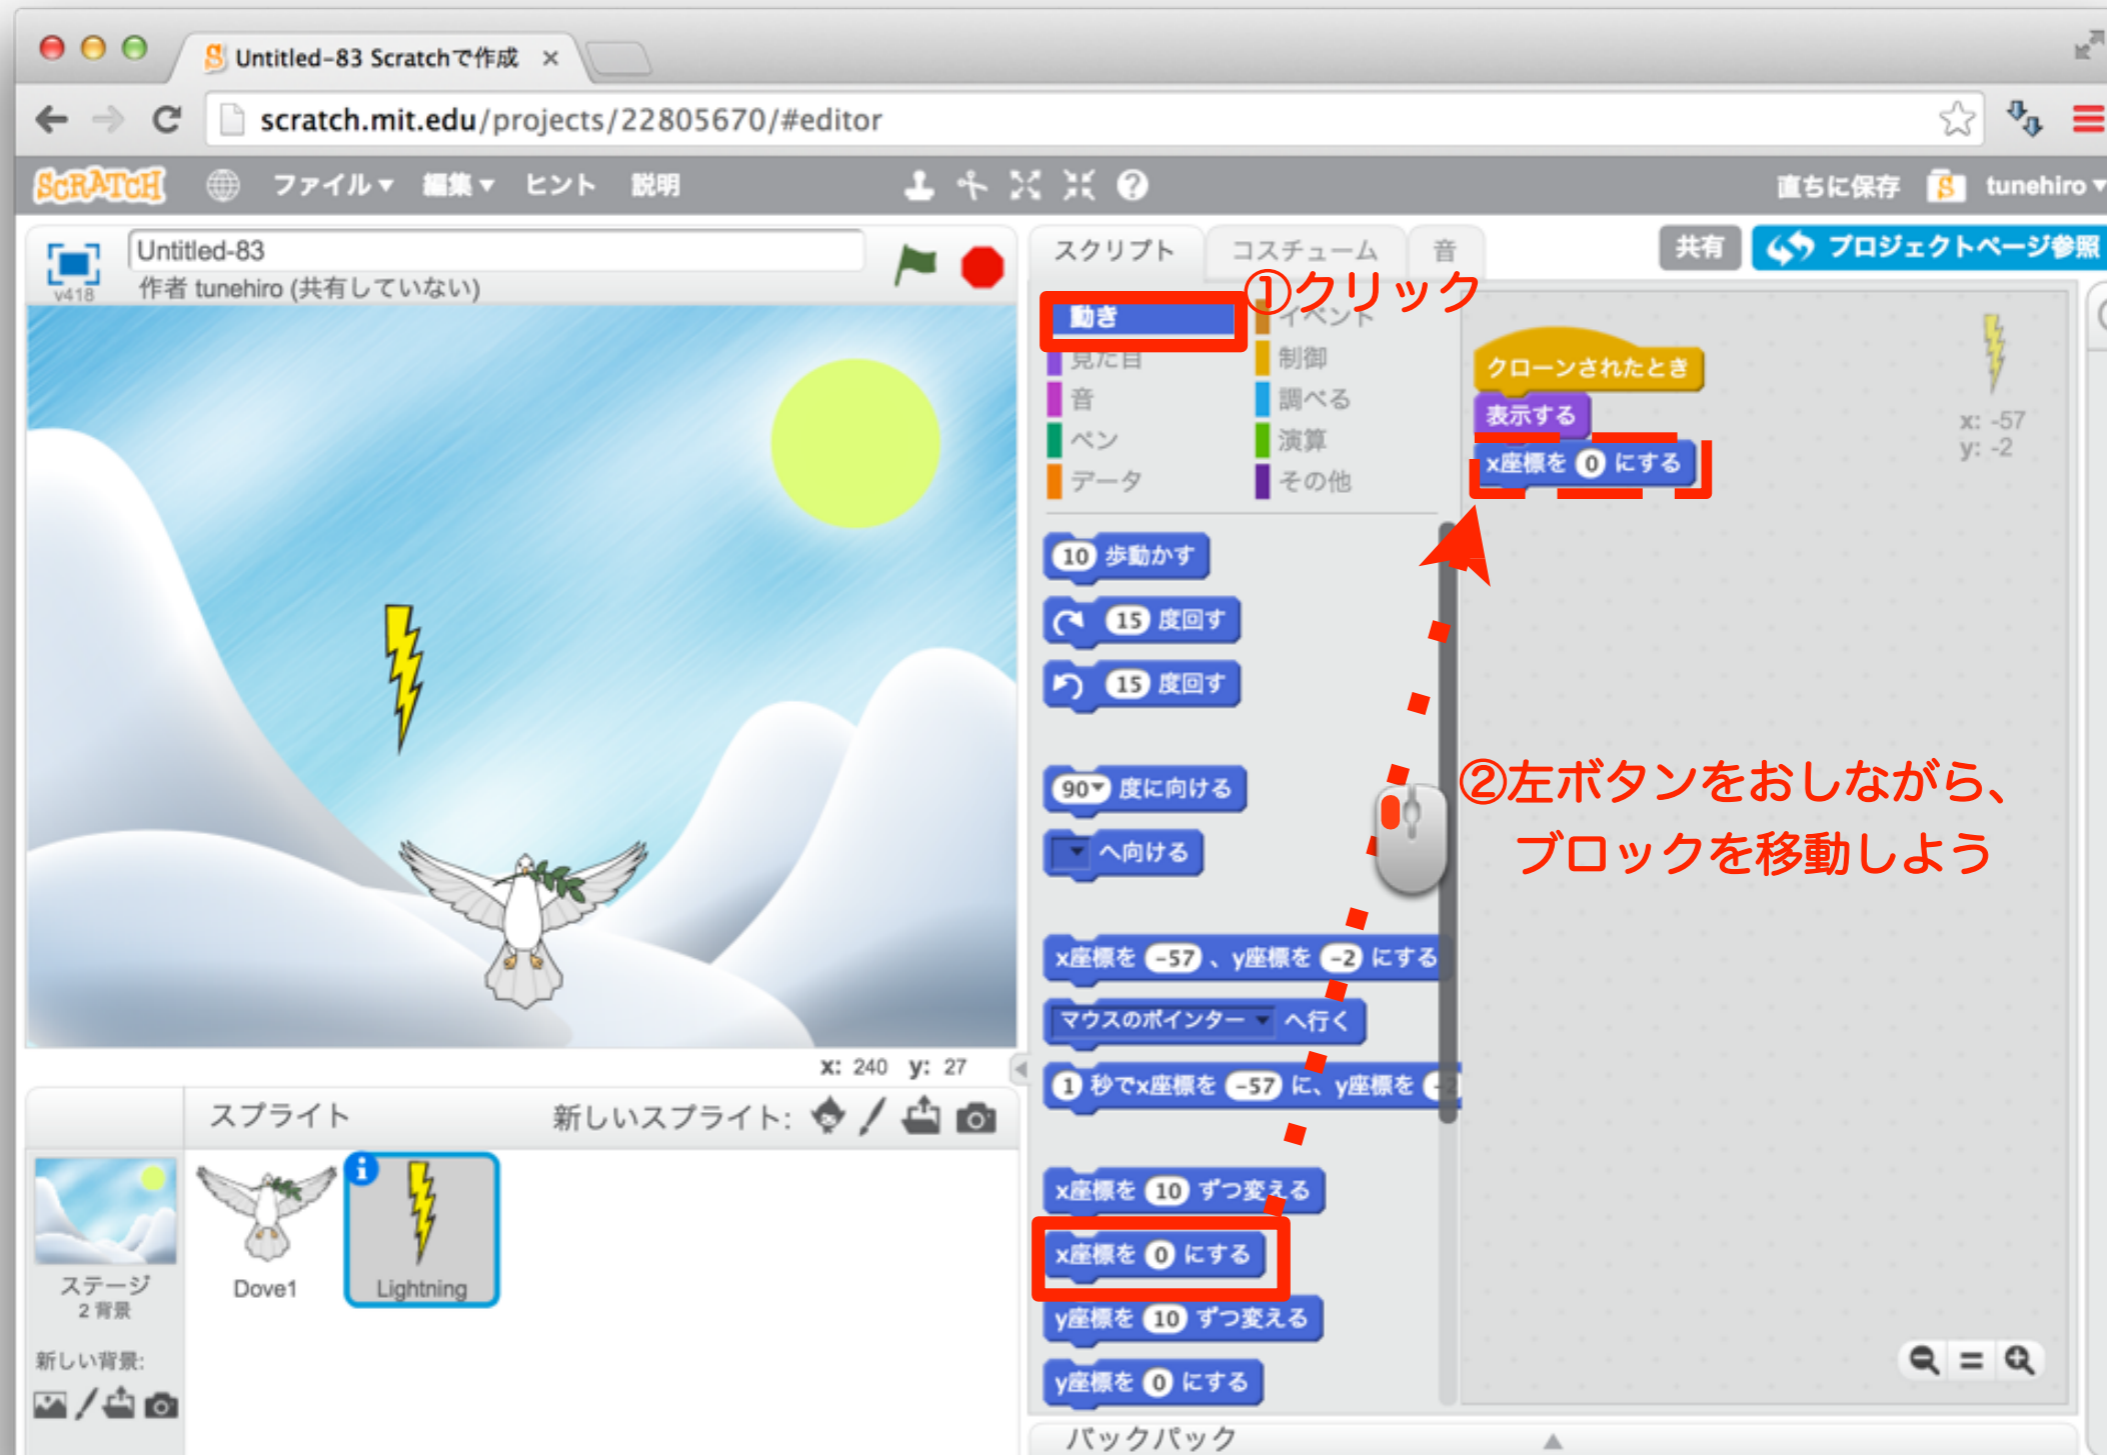 Untitled-83 Scratchで作成 ×
scratch.mit.edu/projects/22805670/#editor
SCRATCH ファイル▼ 編集▼ ヒント 説明 直ちに保存 tunehiro▼
v418
Untitled-83
作者 tunehiro (共有していない)
スクリプト コスチューム 音
共有 プロジェクトページ参照
①クリック
動き イベント
見た目 制御
音 調べる
ペン 演算
データ その他
クローンされたとき
表示する
x座標を 0 にする
x: -57
y: -2
10 歩動かす
15 度回す
15 度回す
90▼ 度に向ける
▼ へ向ける
x座標を -57 、y座標を -2 にする
マウスのポインター ▼ へ行く
1 秒でx座標を -57 に、y座標を -2
x座標を 10 ずつ変える
x座標を 0 にする
y座標を 10 ずつ変える
y座標を 0 にする
②左ボタンをおしながら、
ブロックを移動しよう
x: 240 y: 27
スプライト 新しいスプライト:
ステージ
2 背景
新しい背景:
Dove1
Lightning
バックパック